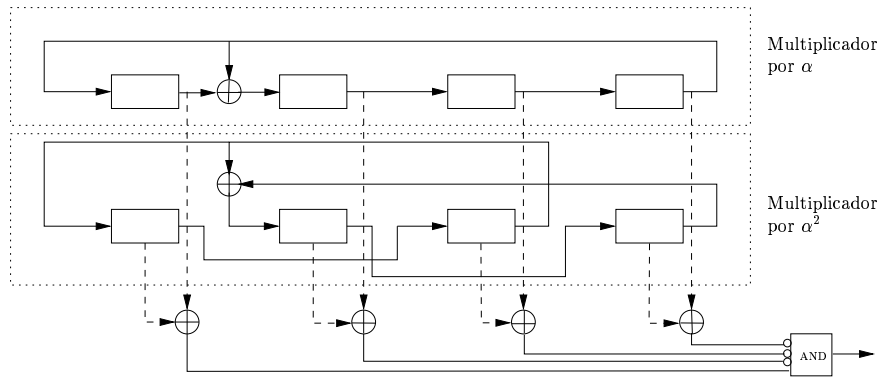 Multiplicador
por α
Multiplicador
por α²
AND